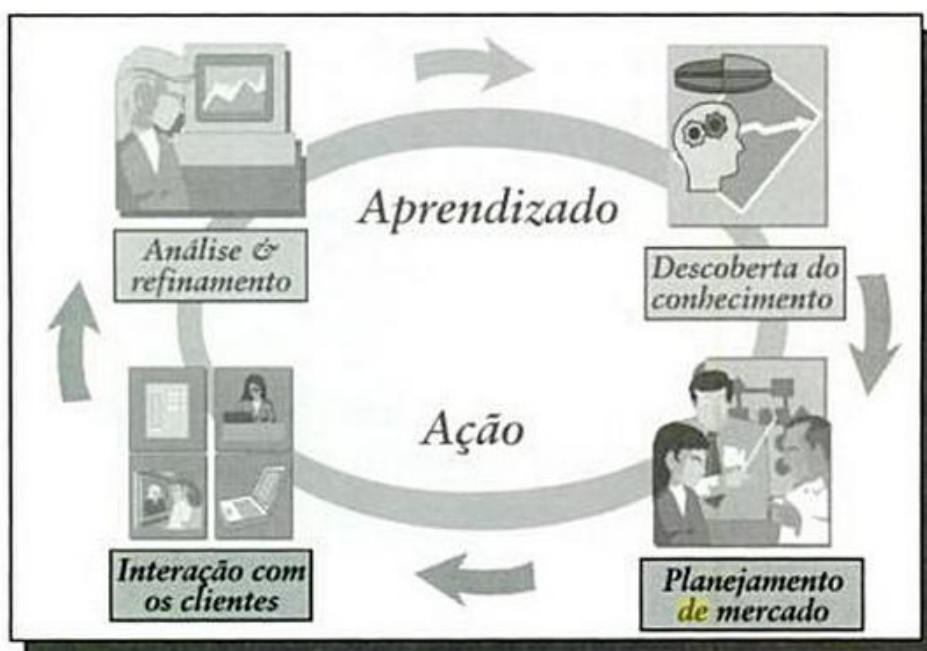 Aprendizado
Análise &
refinamento
Descoberta do
conhecimento
Ação
Interação com
os clientes
Planejamento
de mercado